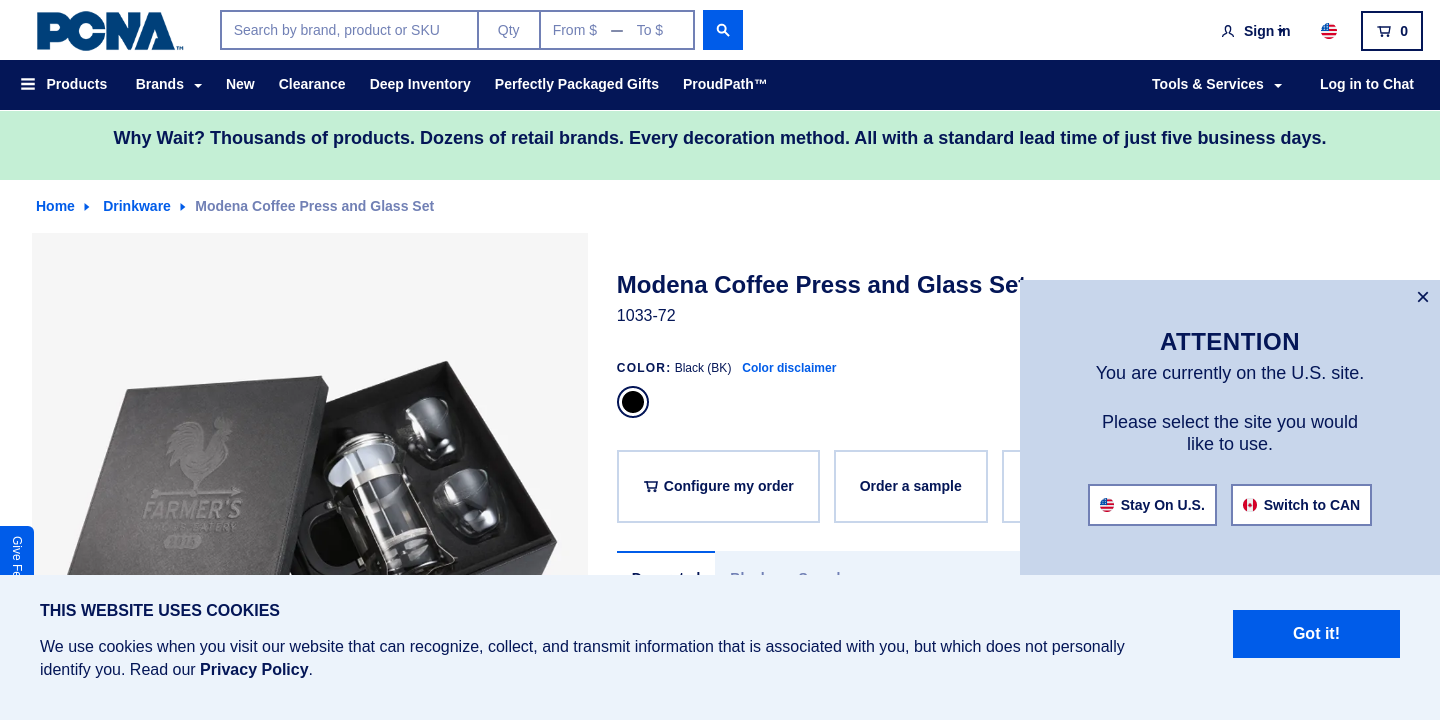 PCNA™
Search by brand, product or SKU
Qty
From $ — To $
Sign in
0
Products
Brands
New
Clearance
Deep Inventory
Perfectly Packaged Gifts
ProudPath™
Tools & Services
Log in to Chat
Why Wait? Thousands of products. Dozens of retail brands. Every decoration method. All with a standard lead time of just five business days.
Home
Drinkware
Modena Coffee Press and Glass Set
Modena Coffee Press and Glass Set
1033-72
COLOR: Black (BK) Color disclaimer
Configure my order
Order a sample
FARMER'S
×
ATTENTION
You are currently on the U.S. site.
Please select the site you would
like to use.
Stay On U.S.
Switch to CAN
Give
THIS WEBSITE USES COOKIES
We use cookies when you visit our website that can recognize, collect, and transmit information that is associated with you, but which does not personally
identify you. Read our Privacy Policy.
Got it!